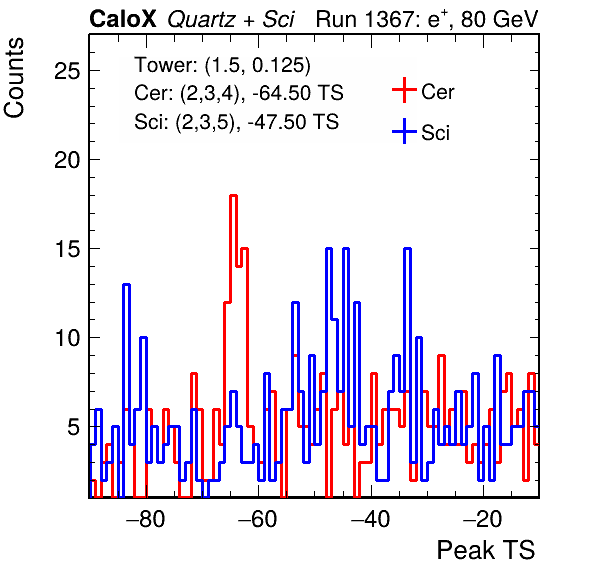 CaloX Quartz + Sci Run 1367: e+, 80 GeV
Counts
Tower: (1.5, 0.125)
Cer: (2,3,4), -64.50 TS
Sci: (2,3,5), -47.50 TS
Cer
Sci
25
20
15
10
5
−80 −60 −40 −20
Peak TS